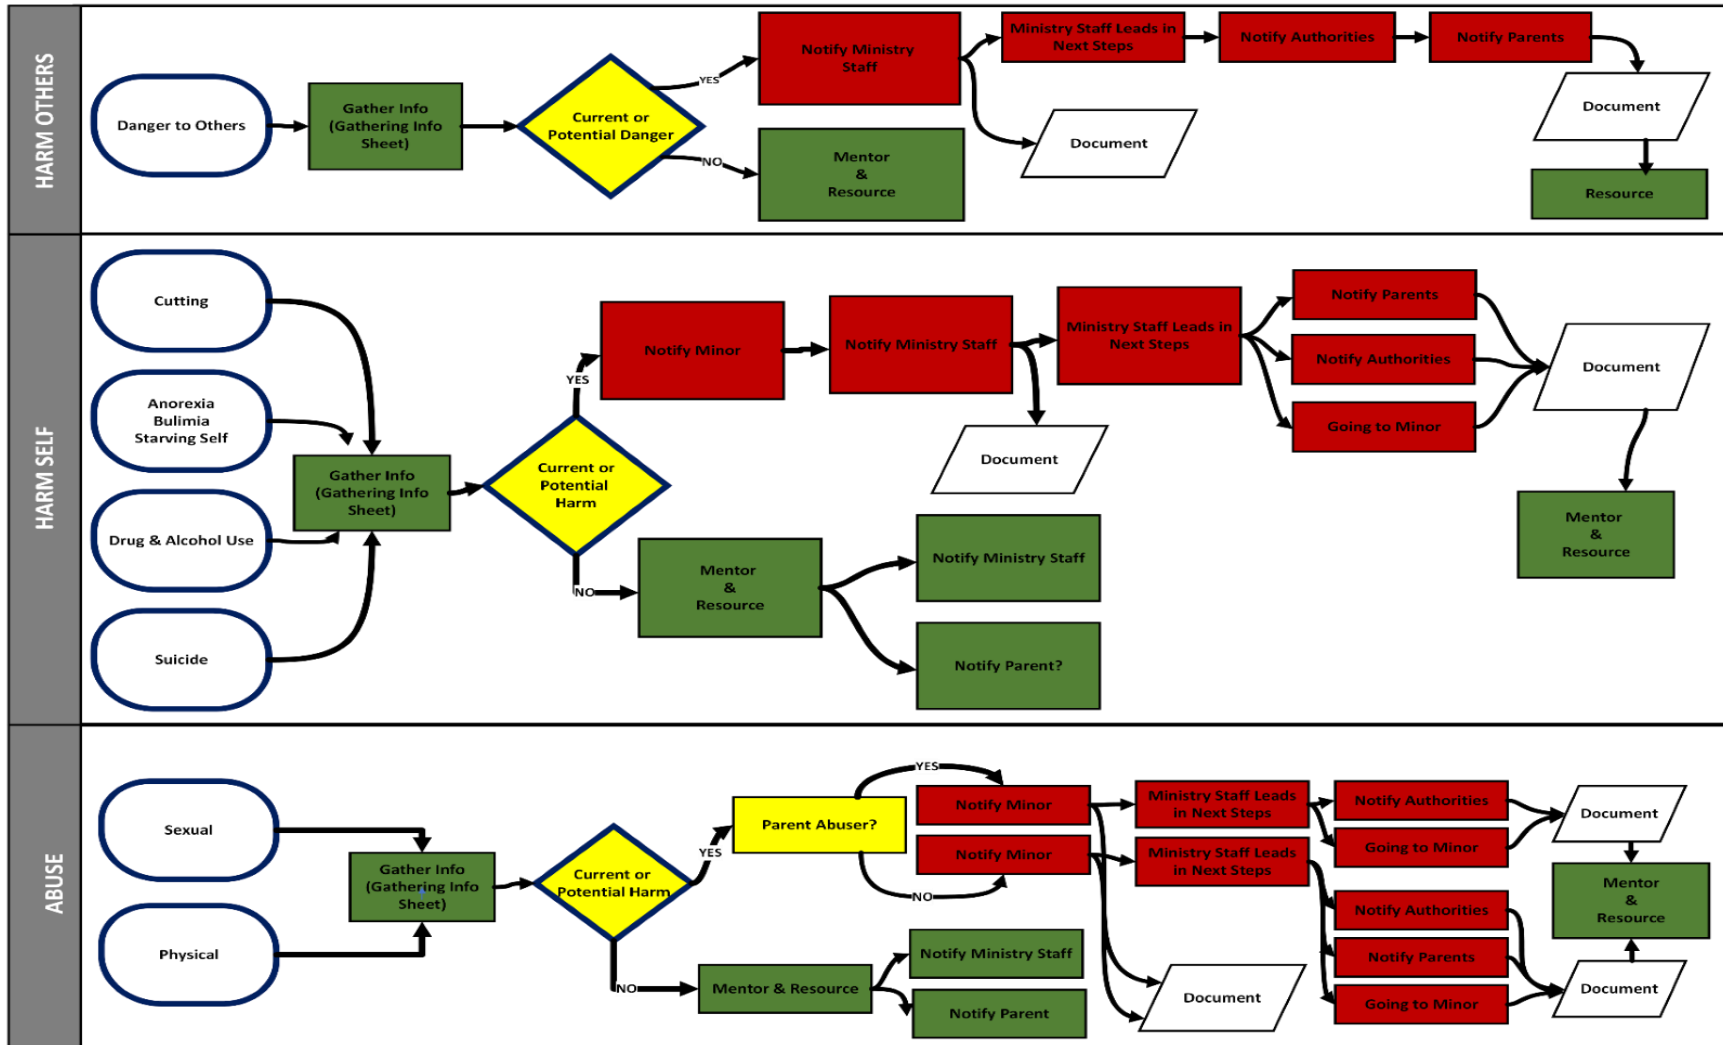 HARM OTHERS
Danger to Others
Gather Info
(Gathering Info
Sheet)
Current or
Potential Danger
YES
NO
Notify Ministry
Staff
Mentor
&
Resource
Ministry Staff Leads in
Next Steps
Document
Notify Authorities
Notify Parents
Document
Resource
HARM SELF
Cutting
Anorexia
Bulimia
Starving Self
Drug & Alcohol Use
Suicide
Gather Info
(Gathering Info
Sheet)
Current or
Potential
Harm
YES
NO
Notify Minor
Notify Ministry Staff
Document
Ministry Staff Leads in
Next Steps
Notify Parents
Notify Authorities
Going to Minor
Document
Mentor
&
Resource
Mentor
&
Resource
Notify Ministry Staff
Notify Parent?
ABUSE
Sexual
Physical
Gather Info
(Gathering Info
Sheet)
Current or
Potential Harm
YES
NO
Parent Abuser?
YES
NO
Notify Minor
Notify Minor
Ministry Staff Leads
in Next Steps
Ministry Staff Leads
in Next Steps
Notify Authorities
Going to Minor
Notify Authorities
Notify Parents
Going to Minor
Document
Mentor
&
Resource
Document
Mentor & Resource
Notify Ministry Staff
Notify Parent
Document